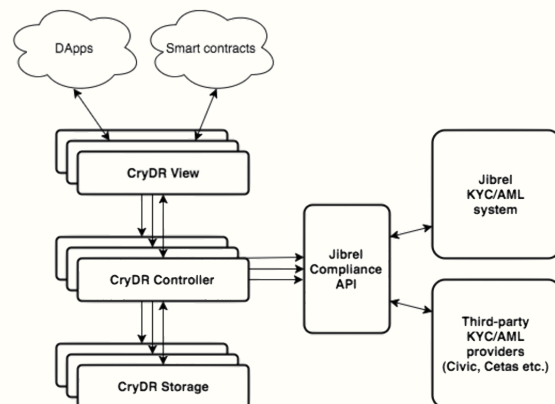 DApps
Smart contracts
CryDR View
CryDR Controller
CryDR Storage
Jibrel
Compliance
API
Jibrel
KYC/AML
system
Third-party
KYC/AML
providers
(Civic, Cetas etc.)